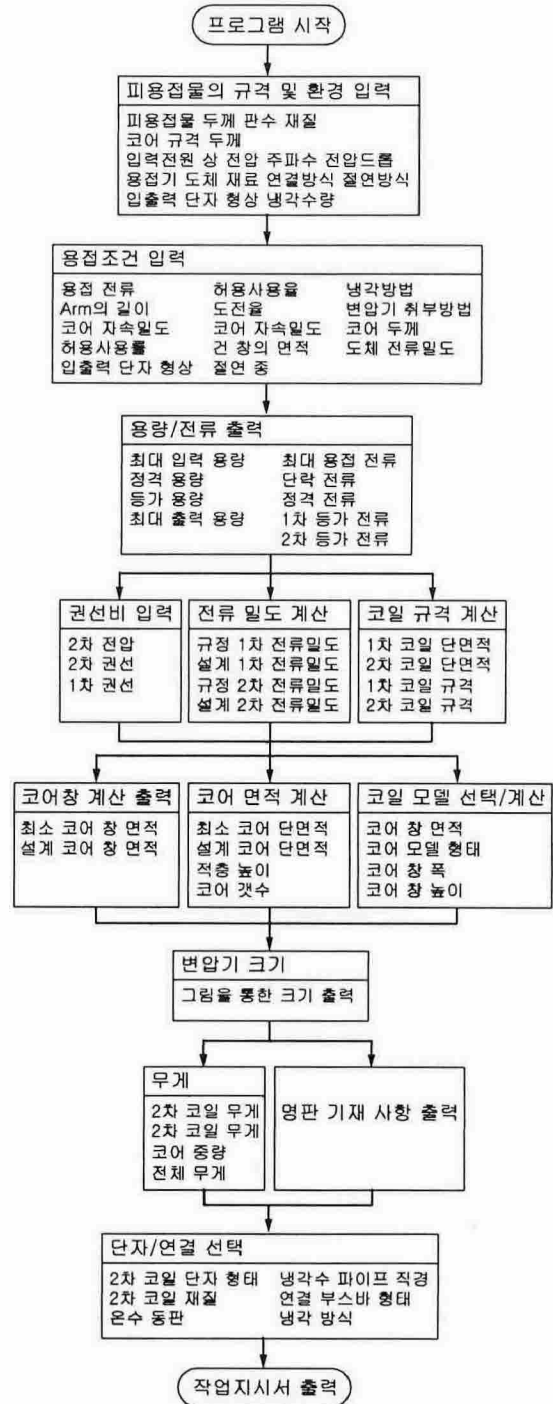 프로그램 시작
피용접물의 규격 및 환경 입력
피용접물 두께 판수 재질
코어 규격 두께
입력전원 상 전압 주파수 전압드롭
용접기 도체 재료 연결방식 절연방식
입출력 단자 형상 냉각수량
용접조건 입력
용접 전류 허용사용율 냉각방법
Arm의 길이 도전율 변압기 취부방법
코어 자속밀도 코어 자속밀도 코어 두께
허용사용률 건 창의 면적 도체 전류밀도
입출력 단자 형상 절연 종
용량/전류 출력
최대 입력 용량 최대 용접 전류
정격 용량 단락 전류
등가 용량 정격 전류
최대 출력 용량 1차 등가 전류
2차 등가 전류
권선비 입력
2차 전압
2차 권선
1차 권선
전류 밀도 계산
규정 1차 전류밀도
설계 1차 전류밀도
규정 2차 전류밀도
설계 2차 전류밀도
코일 규격 계산
1차 코일 단면적
2차 코일 단면적
1차 코일 규격
2차 코일 규격
코어창 계산 출력
최소 코어 창 면적
설계 코어 창 면적
코어 면적 계산
최소 코어 단면적
설계 코어 단면적
적층 높이
코어 갯수
코일 모델 선택/계산
코어 창 면적
코어 모델 형태
코어 창 폭
코어 창 높이
변압기 크기
그림을 통한 크기 출력
무게
2차 코일 무게
2차 코일 무게
코어 중량
전체 무게
명판 기재 사항 출력
단자/연결 선택
2차 코일 단자 형태 냉각수 파이프 직경
2차 코일 재질 연결 부스바 형태
온수 동판 냉각 방식
작업지시서 출력